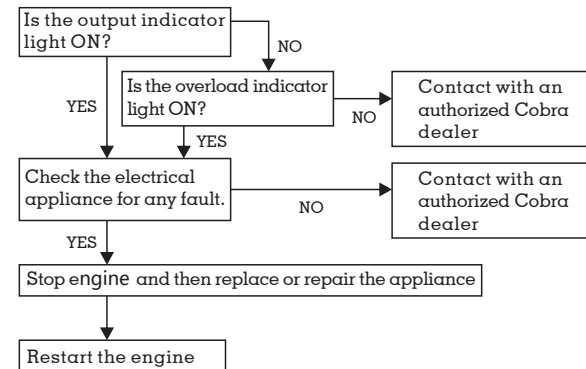 Is the output indicator
light ON?
NO
Is the overload indicator
light ON?
Contact with an
authorized Cobra
dealer
YES
NO
YES
Check the electrical
appliance for any fault.
Contact with an
authorized Cobra
dealer
NO
YES
Stop engine and then replace or repair the appliance
Restart the engine